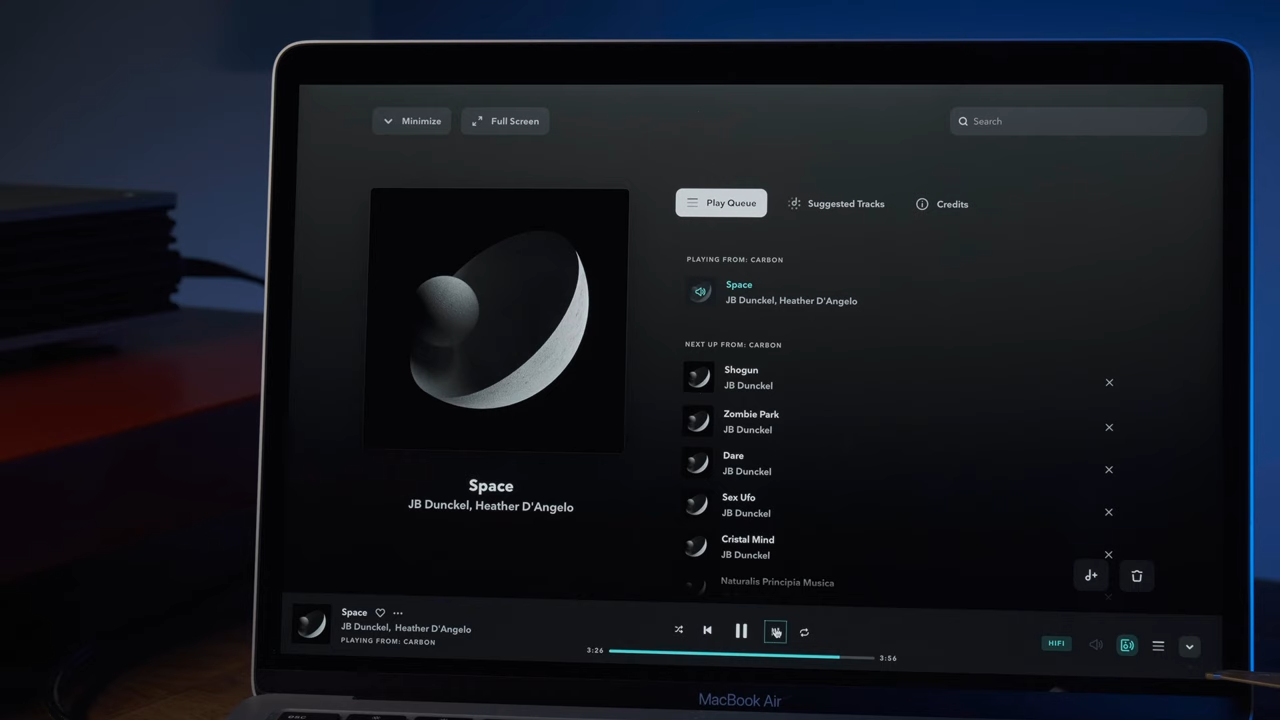 Minimize
Full Screen
Search
Play Queue
Suggested Tracks
Credits
PLAYING FROM: CARBON
Space
JB Dunckel, Heather D'Angelo
NEXT UP FROM: CARBON
Shogun
JB Dunckel
Zombie Park
JB Dunckel
Dare
JB Dunckel
Sex Ufo
JB Dunckel
Cristal Mind
JB Dunckel
Naturalis Principia Musica
Space
JB Dunckel, Heather D'Angelo
Space
JB Dunckel, Heather D'Angelo
PLAYING FROM: CARBON
3:26
3:56
HIFI
MacBook Air
esc